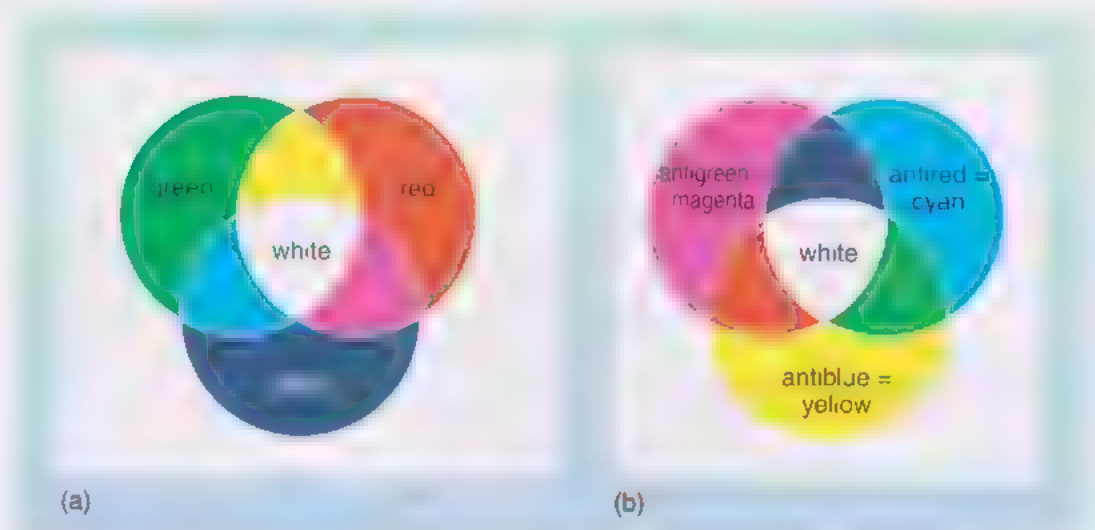 green
red
white
(a)
antigreen
magenta
antired =
cyan
white
antiblue =
yellow
(b)